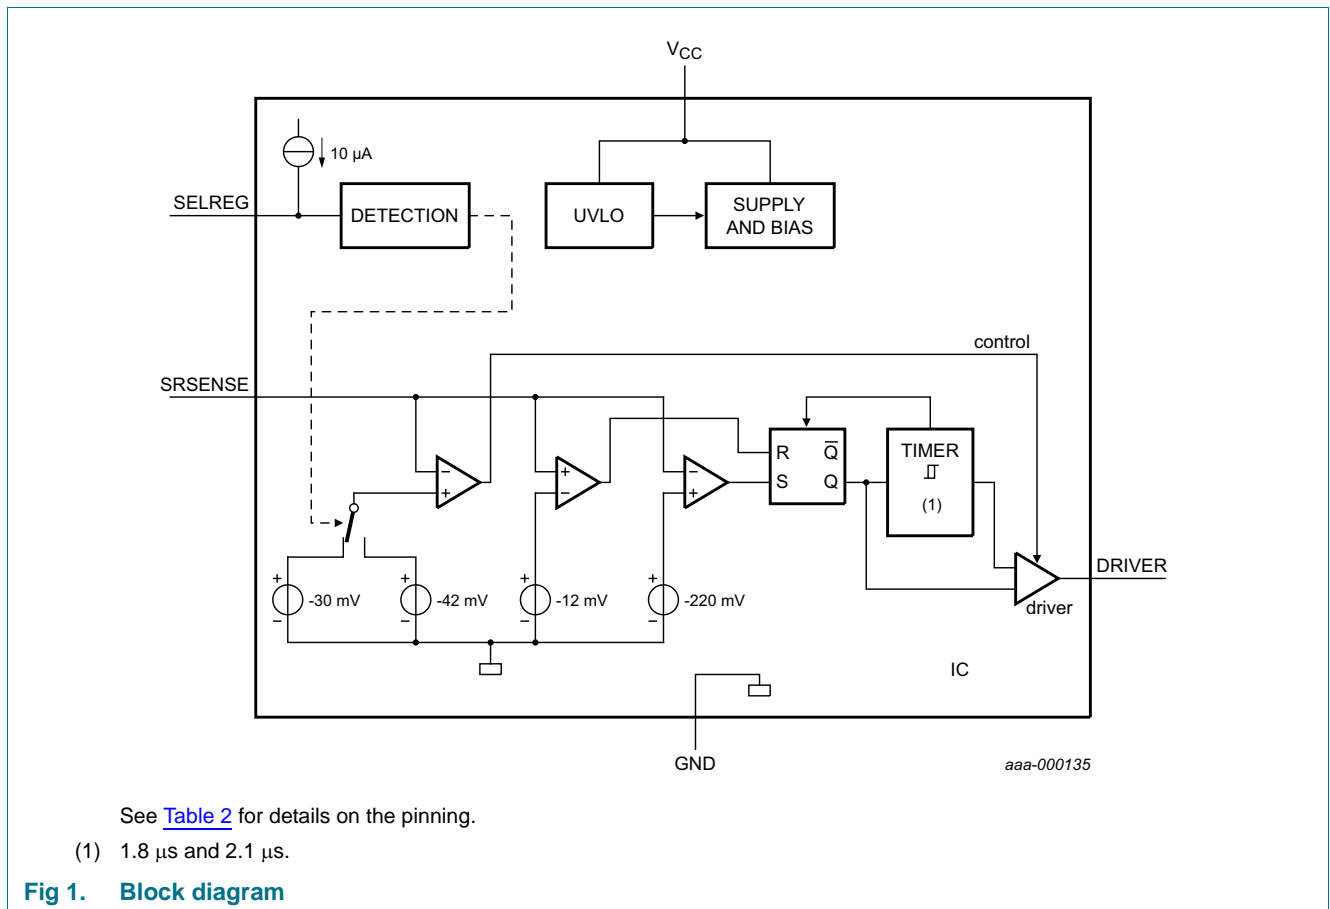 VCC
10 μA
SELREG
DETECTION
UVLO
SUPPLY
AND BIAS
control
SRSENSE
R
Q̅
S
Q
TIMER
(1)
−
+
+
−
−
+
DRIVER
driver
+
-30 mV
−
+
-42 mV
−
+
-12 mV
−
+
-220 mV
−
IC
GND
aaa-000135
See Table 2 for details on the pinning.
(1) 1.8 μs and 2.1 μs.
Fig 1. Block diagram